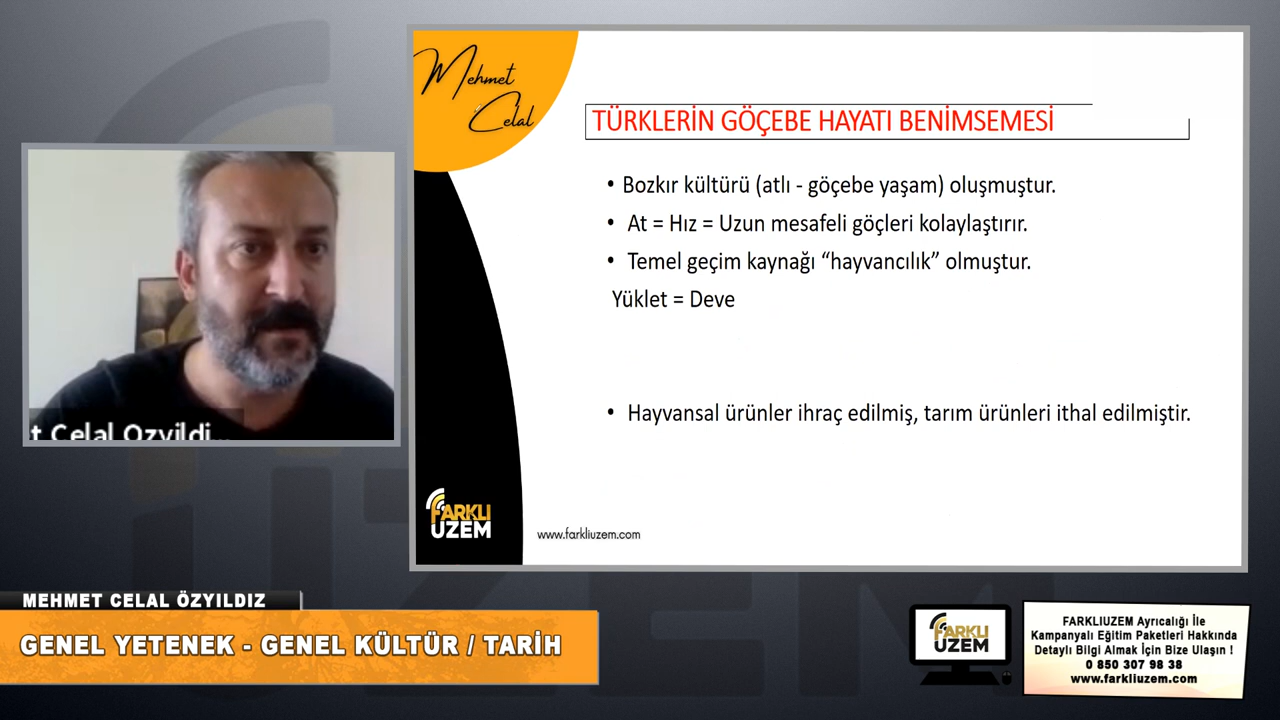 Mehmet
Celal
TÜRKLERİN GÖÇEBE HAYATI BENİMSEMESİ
• Bozkır kültürü (atlı - göçebe yaşam) oluşmuştur.
• At = Hız = Uzun mesafeli göçleri kolaylaştırır.
• Temel geçim kaynağı “hayvancılık” olmuştur.
Yüklet = Deve
• Hayvansal ürünler ihraç edilmiş, tarım ürünleri ithal edilmiştir.
t Celal Ozyildi
FARKLI
UZEM
www.farkliuzem.com
MEHMET CELAL ÖZYILDIZ
GENEL YETENEK - GENEL KÜLTÜR / TARİH
FARKLI
UZEM
FARKLIUZEM Ayrıcalığı İle
Kampanyalı Eğitim Paketleri Hakkında
Detaylı Bilgi Almak İçin Bize Ulaşın !
0 850 307 98 38
www.farkliuzem.com